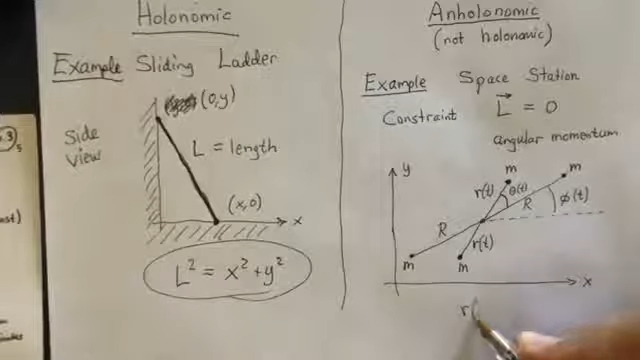 Holonomic
Example Sliding Ladder
Side
View
(0,y)
L = length
(x,0)
x
L² = x² + y²
Anholonomic
(not holonomic)
Example Space Station
Constraint L⃗ = 0
angular momentum
y
m
m
r(t)
θ(t)
R
ϕ(t)
R
r(t)
m
m
x
r(